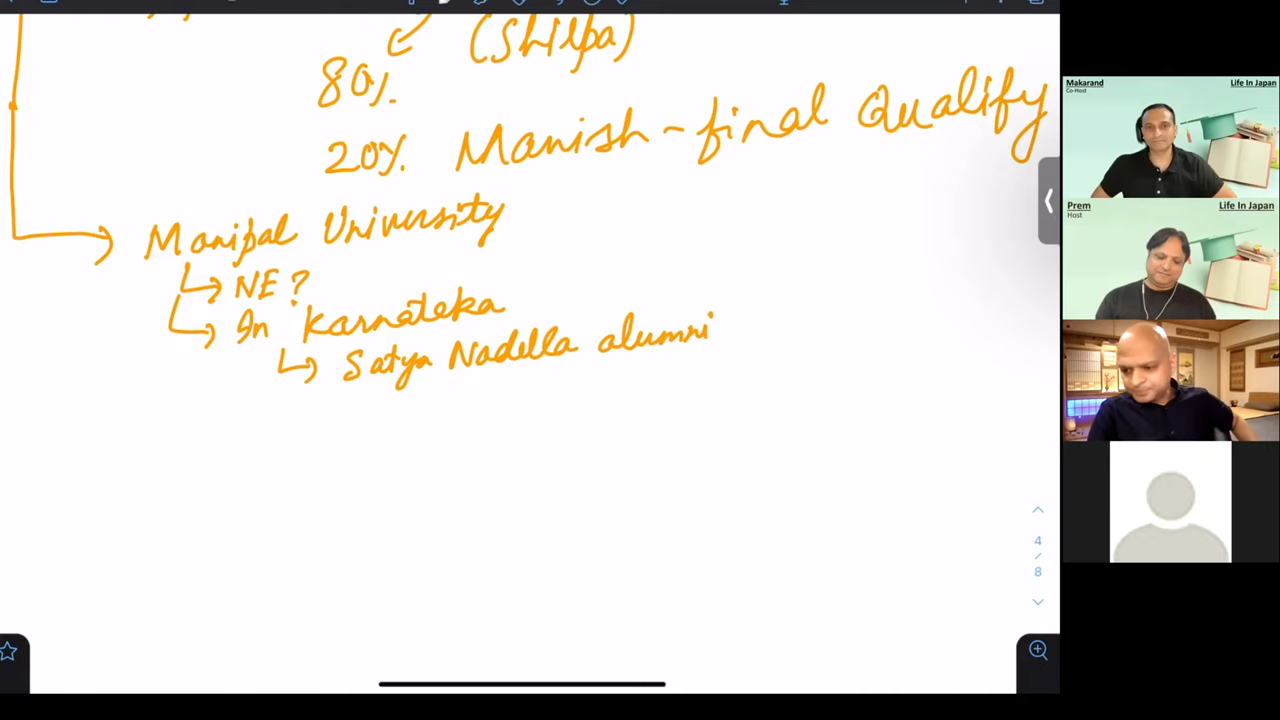 (Shilpa)
80%.
20%. Manish - final Qualify
Manipal University
NE ?
In Karnateka
Satya Nadella alumni
4
/
8
Makarand
Co-Host
Life In Japan
Prem
Host
Life In Japan